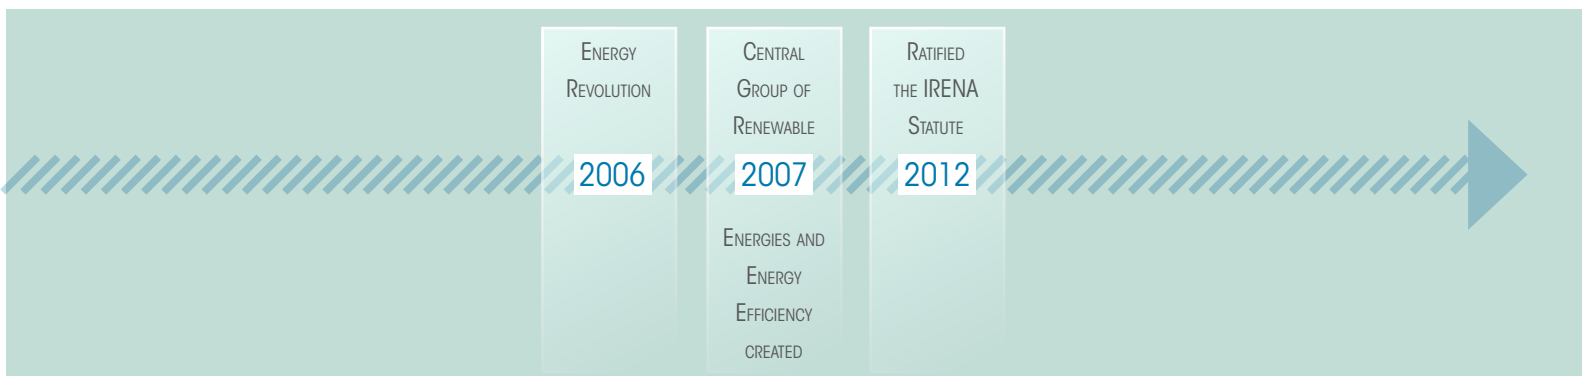 Energy
Revolution
2006
Central
Group of
Renewable
2007
Energies and
Energy
Efficiency
created
Ratified
the IRENA
Statute
2012